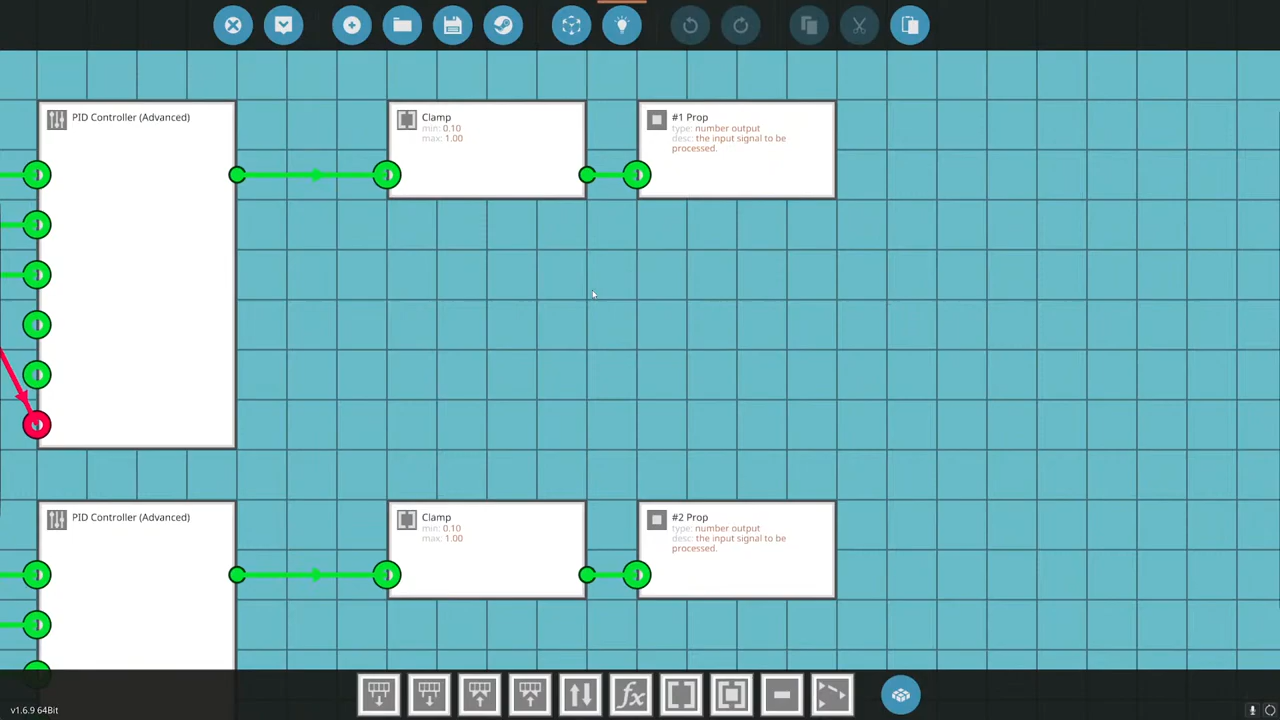 PID Controller (Advanced)
Clamp
min: 0.10
max: 1.00
#1 Prop
type: number output
desc: the input signal to be
processed.
PID Controller (Advanced)
Clamp
min: 0.10
max: 1.00
#2 Prop
type: number output
desc: the input signal to be
processed.
fx
v1.6.9 64Bit